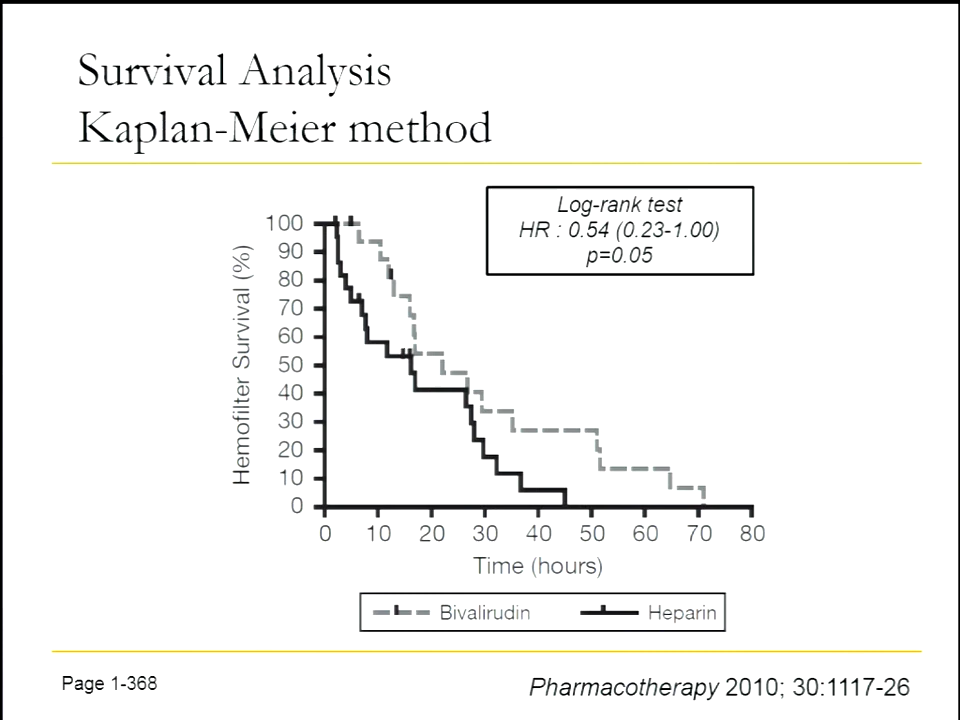 Survival Analysis
Kaplan-Meier method
Log-rank test
HR : 0.54 (0.23-1.00)
p=0.05
Hemofilter Survival (%)
100
90
80
70
60
50
40
30
20
10
0
0 10 20 30 40 50 60 70 80
Time (hours)
Bivalirudin Heparin
Page 1-368
Pharmacotherapy 2010; 30:1117-26